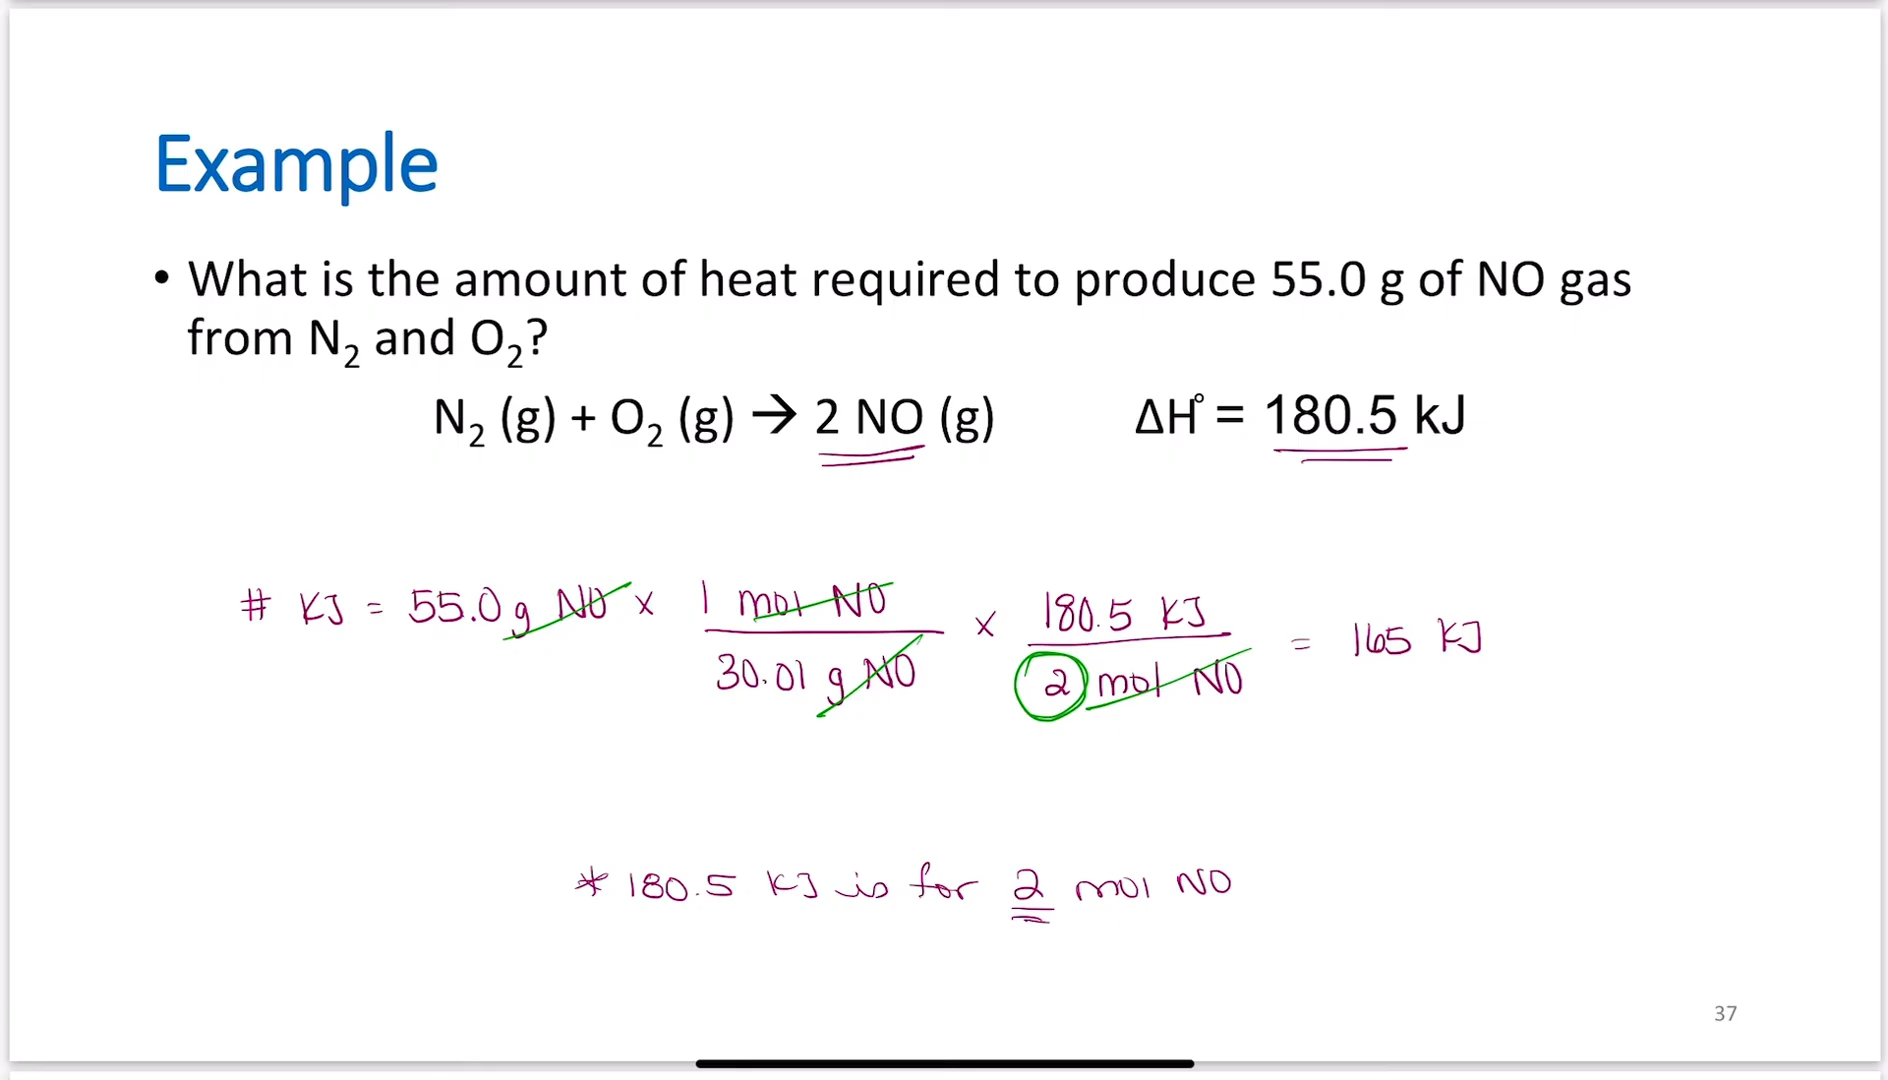 Example
• What is the amount of heat required to produce 55.0 g of NO gas
from N₂ and O₂?
N₂ (g) + O₂ (g) → 2 NO (g) ΔH° = 180.5 kJ
# KJ = 55.0 g NO x 1 mol NO / 30.01 g NO x 180.5 KJ / 2 mol NO = 165 KJ
* 180.5 KJ is for 2 mol NO
37